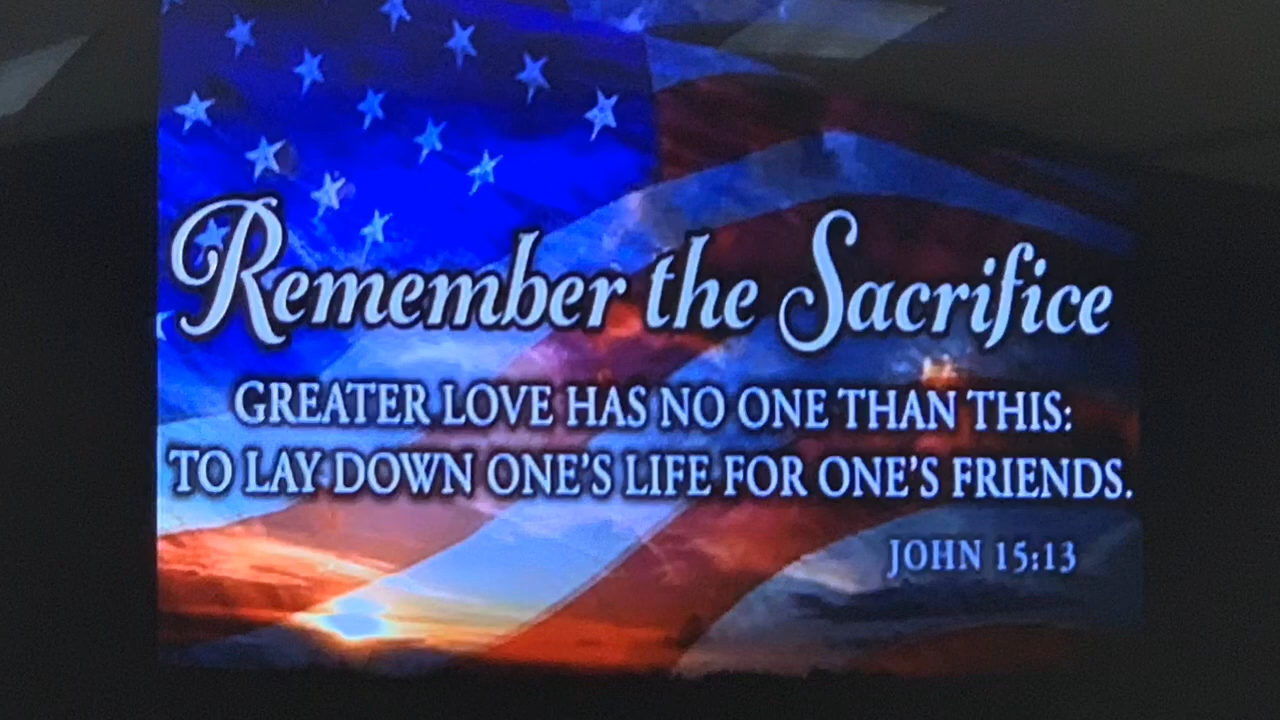 Remember the Sacrifice
GREATER LOVE HAS NO ONE THAN THIS:
TO LAY DOWN ONE'S LIFE FOR ONE'S FRIENDS.
JOHN 15:13